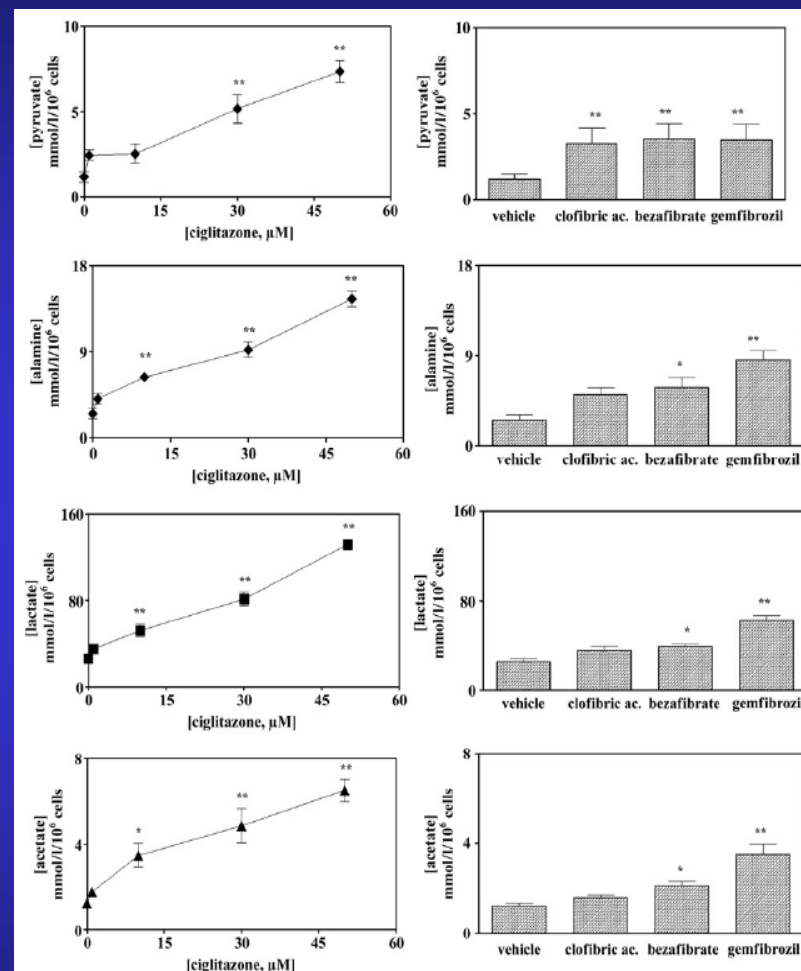 [pyruvate]
mmol/l/10⁶ cells
10
5
0
**
**
0
15
30
45
60
[ciglitazone, µM]
[pyruvate]
mmol/l/10⁶ cells
10
5
0
**
**
**
vehicle clofibric ac. bezafibrate gemfibrozil
[alamine]
mmol/l/10⁶ cells
18
9
0
**
**
**
0
15
30
45
60
[ciglitazone, µM]
[alamine]
mmol/l/10⁶ cells
18
9
0
*
**
vehicle clofibric ac. bezafibrate gemfibrozil
[lactate]
mmol/l/10⁶ cells
160
80
0
**
**
**
0
15
30
45
60
[ciglitazone, µM]
[lactate]
mmol/l/10⁶ cells
160
80
0
*
**
vehicle clofibric ac. bezafibrate gemfibrozil
[acetate]
mmol/l/10⁶ cells
8
4
0
*
**
**
0
15
30
45
60
[ciglitazone, µM]
[acetate]
mmol/l/10⁶ cells
8
4
0
*
**
vehicle clofibric ac. bezafibrate gemfibrozil